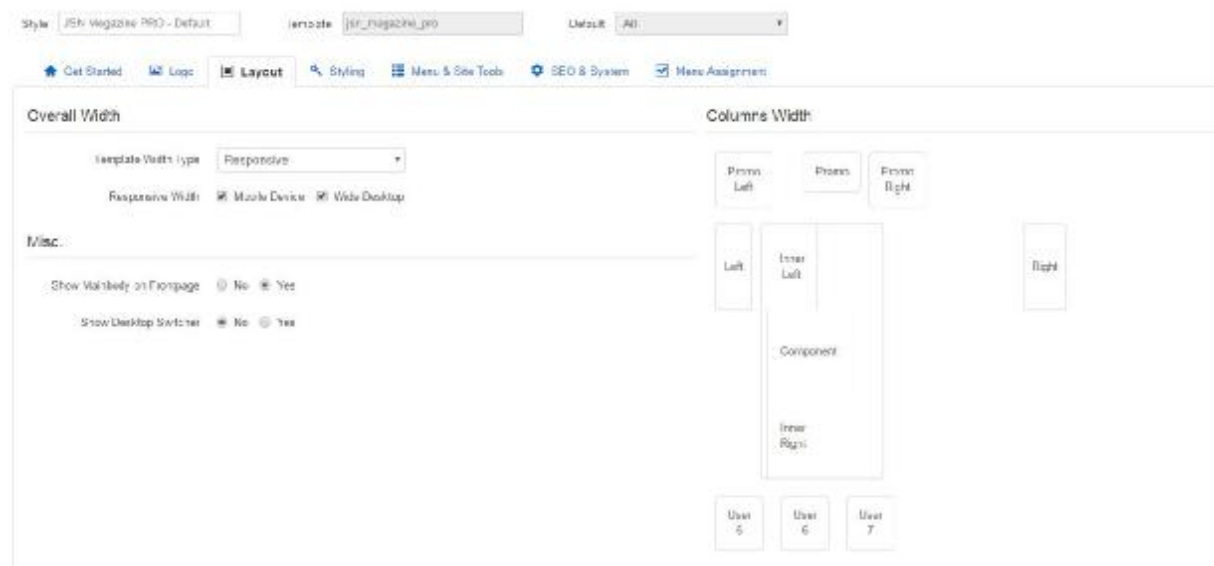 Style JSN Megazine PRO - Default Template jsn_megazine_pro Default All
Get Started Logo Layout Styling Menu & Site Tools SEO & System Menu Assignment
Overall Width
Columns Width
Template Width Type Responsive
Responsive Width Mobile Device Wide Desktop
Misc.
Show Mainbody on Frontpage No Yes
Show Desktop Switcher No Yes
Promo
Left
Promo
Promo
Right
Left
Inner
Left
Right
Component
Inner
Right
User
5
User
6
User
7